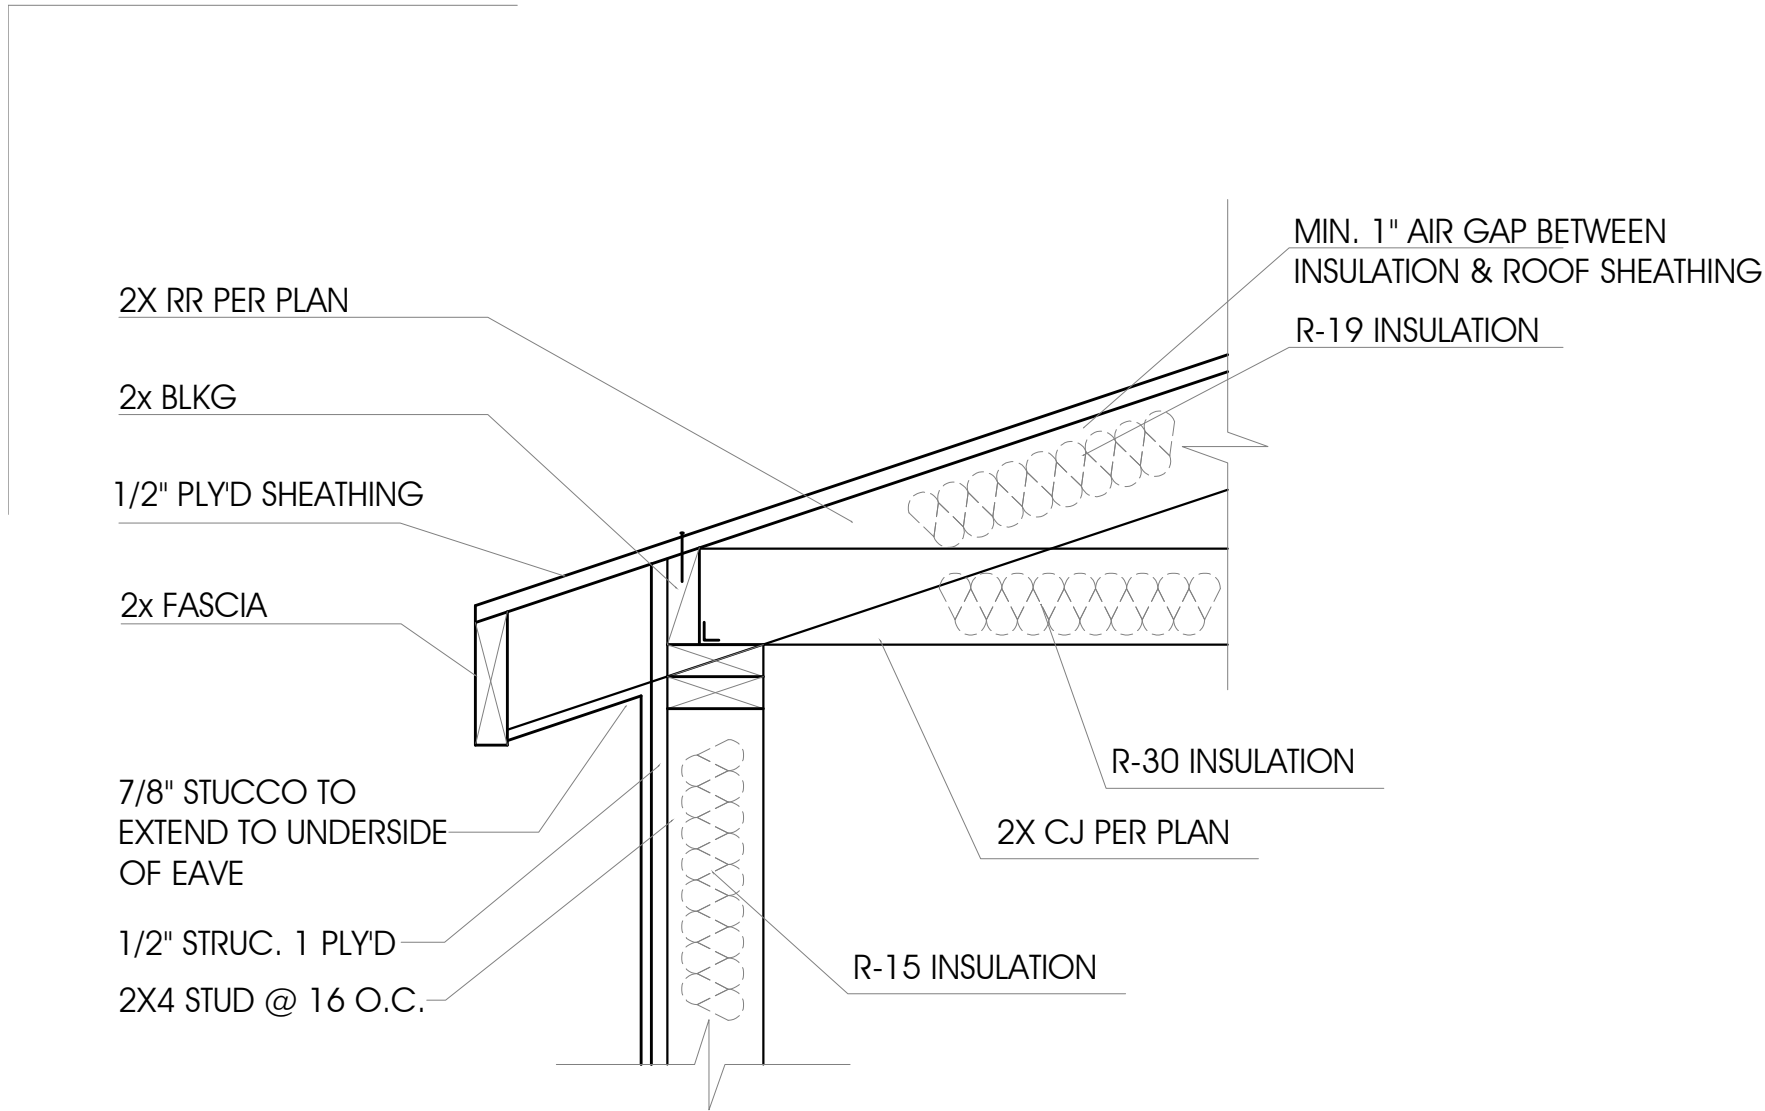 2X RR PER PLAN
2x BLKG
1/2" PLY'D SHEATHING
2x FASCIA
7/8" STUCCO TO
EXTEND TO UNDERSIDE
OF EAVE
1/2" STRUC. 1 PLY'D
2X4 STUD @ 16 O.C.
MIN. 1" AIR GAP BETWEEN
INSULATION & ROOF SHEATHING
R-19 INSULATION
R-30 INSULATION
2X CJ PER PLAN
R-15 INSULATION